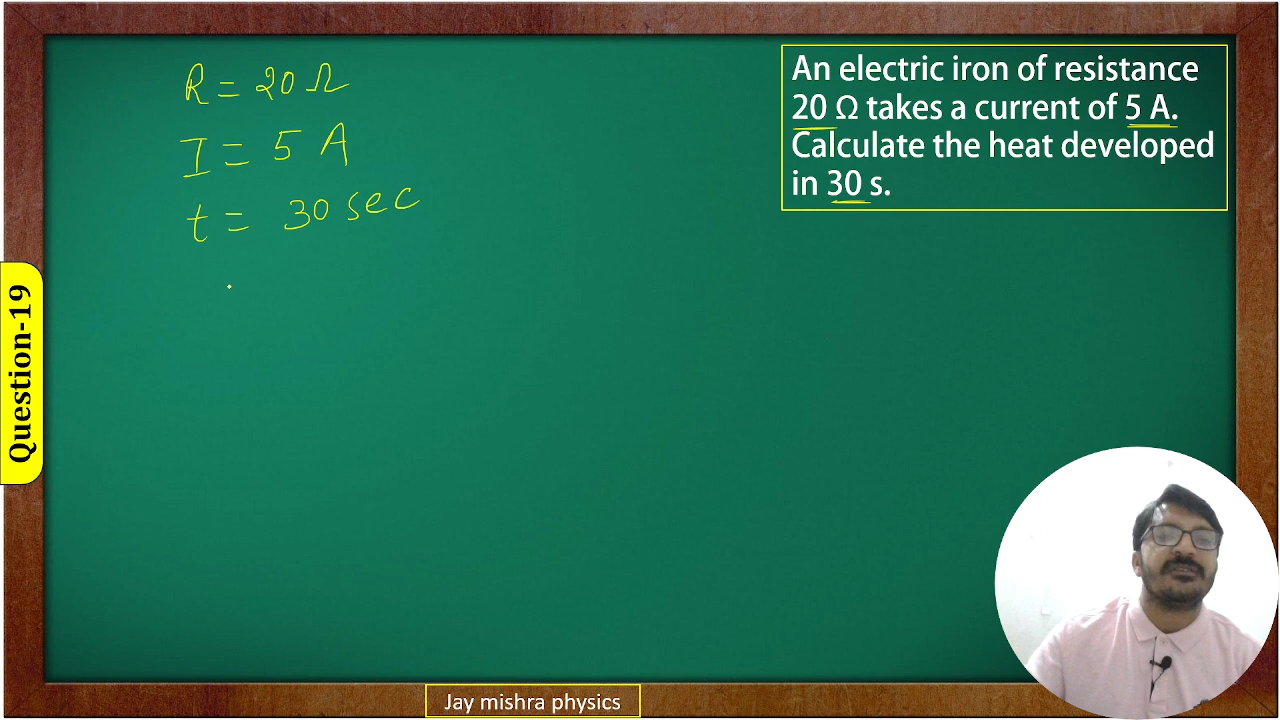 R = 20 Ω
I = 5 A
t = 30 sec
An electric iron of resistance
20 Ω takes a current of 5 A.
Calculate the heat developed
in 30 s.
Question-19
Jay mishra physics